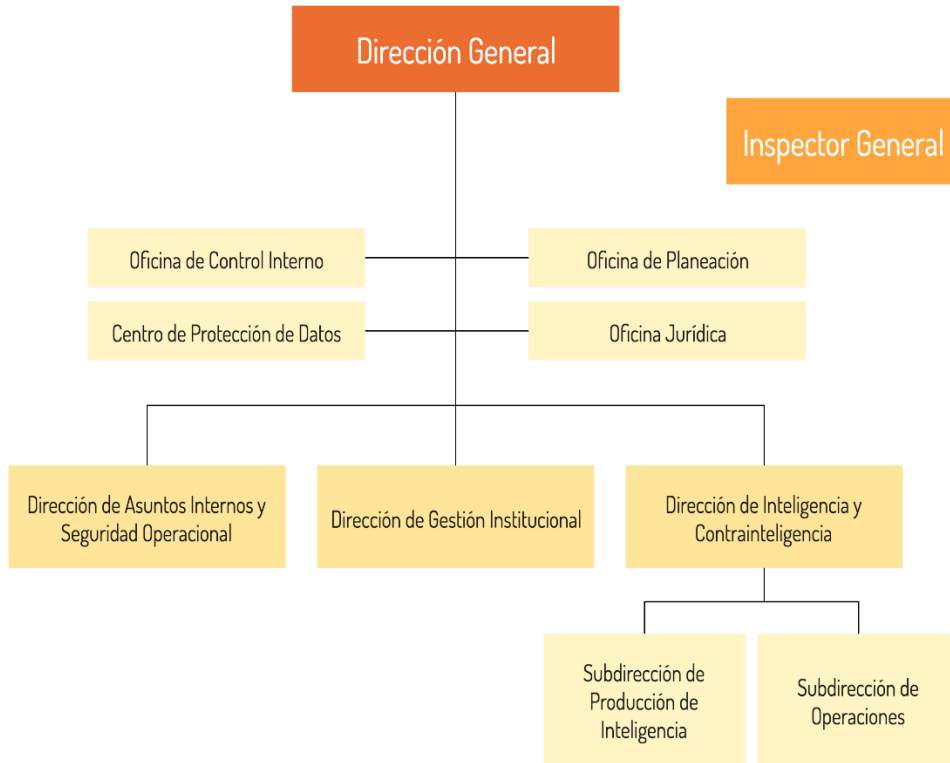 Dirección General
Inspector General
Oficina de Control Interno
Oficina de Planeación
Centro de Protección de Datos
Oficina Jurídica
Dirección de Asuntos Internos y
Seguridad Operacional
Dirección de Gestión Institucional
Dirección de Inteligencia y
Contrainteligencia
Subdirección de
Producción de
Inteligencia
Subdirección de
Operaciones